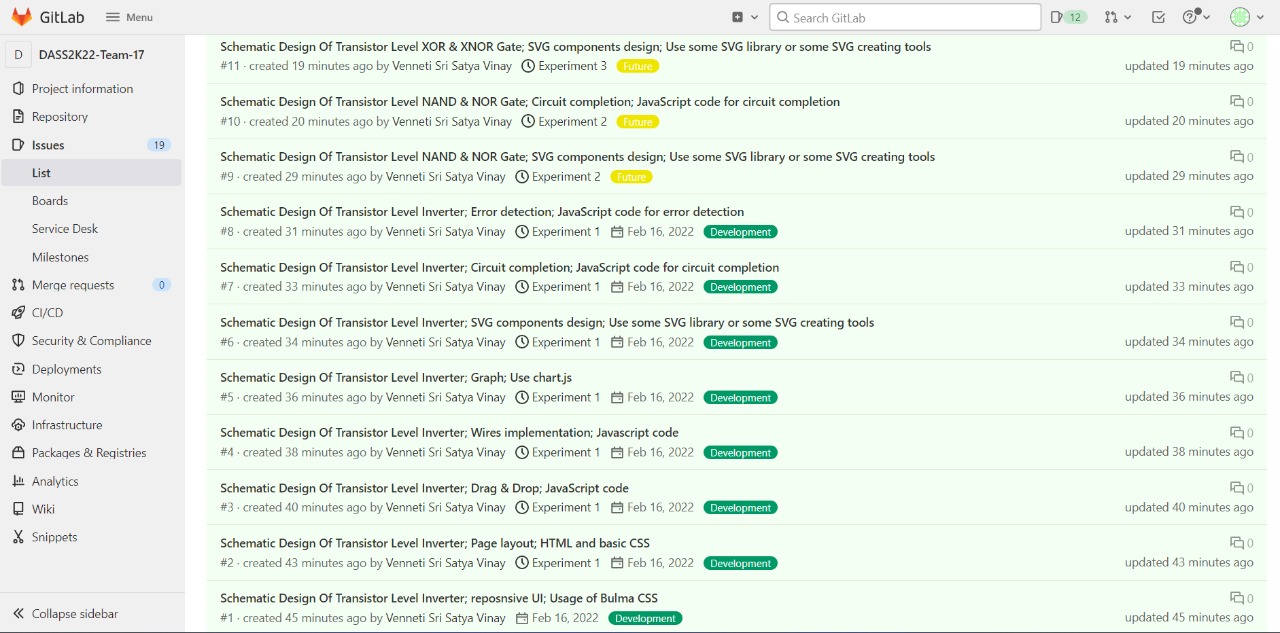 GitLab Menu Search GitLab 12
D DASS2K22-Team-17
Project information
Repository
Issues 19
List
Boards
Service Desk
Milestones
Merge requests 0
CI/CD
Security & Compliance
Deployments
Monitor
Infrastructure
Packages & Registries
Analytics
Wiki
Snippets
Collapse sidebar
Schematic Design Of Transistor Level XOR & XNOR Gate; SVG components design; Use some SVG library or some SVG creating tools 0
#11 · created 19 minutes ago by Venneti Sri Satya Vinay Experiment 3 Future updated 19 minutes ago
Schematic Design Of Transistor Level NAND & NOR Gate; Circuit completion; JavaScript code for circuit completion 0
#10 · created 20 minutes ago by Venneti Sri Satya Vinay Experiment 2 Future updated 20 minutes ago
Schematic Design Of Transistor Level NAND & NOR Gate; SVG components design; Use some SVG library or some SVG creating tools 0
#9 · created 29 minutes ago by Venneti Sri Satya Vinay Experiment 2 Future updated 29 minutes ago
Schematic Design Of Transistor Level Inverter; Error detection; JavaScript code for error detection 0
#8 · created 31 minutes ago by Venneti Sri Satya Vinay Experiment 1 Feb 16, 2022 Development updated 31 minutes ago
Schematic Design Of Transistor Level Inverter; Circuit completion; JavaScript code for circuit completion 0
#7 · created 33 minutes ago by Venneti Sri Satya Vinay Experiment 1 Feb 16, 2022 Development updated 33 minutes ago
Schematic Design Of Transistor Level Inverter; SVG components design; Use some SVG library or some SVG creating tools 0
#6 · created 34 minutes ago by Venneti Sri Satya Vinay Experiment 1 Feb 16, 2022 Development updated 34 minutes ago
Schematic Design Of Transistor Level Inverter; Graph; Use chart.js 0
#5 · created 36 minutes ago by Venneti Sri Satya Vinay Experiment 1 Feb 16, 2022 Development updated 36 minutes ago
Schematic Design Of Transistor Level Inverter; Wires implementation; Javascript code 0
#4 · created 38 minutes ago by Venneti Sri Satya Vinay Experiment 1 Feb 16, 2022 Development updated 38 minutes ago
Schematic Design Of Transistor Level Inverter; Drag & Drop; JavaScript code 0
#3 · created 40 minutes ago by Venneti Sri Satya Vinay Experiment 1 Feb 16, 2022 Development updated 40 minutes ago
Schematic Design Of Transistor Level Inverter; Page layout; HTML and basic CSS 0
#2 · created 43 minutes ago by Venneti Sri Satya Vinay Experiment 1 Feb 16, 2022 Development updated 43 minutes ago
Schematic Design Of Transistor Level Inverter; reposnsive UI; Usage of Bulma CSS 0
#1 · created 45 minutes ago by Venneti Sri Satya Vinay Feb 16, 2022 Development updated 45 minutes ago